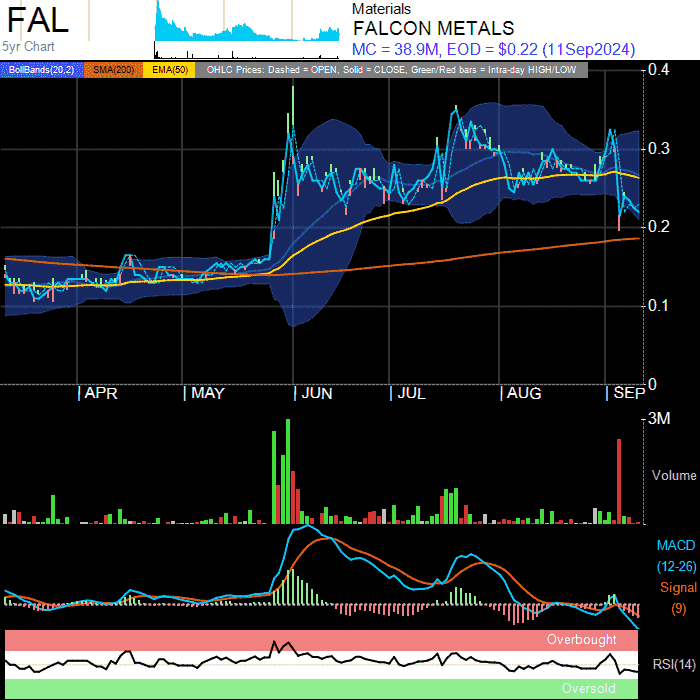 FAL
5yr Chart
Materials
FALCON METALS
MC = 38.9M, EOD = $0.22 (11Sep2024)
BollBands(20,2) SMA(200) EMA(50) OHLC Prices: Dashed = OPEN, Solid = CLOSE, Green/Red bars = Intra-day HIGH/LOW
0.4
0.3
0.2
0.1
0
APR MAY JUN JUL AUG SEP
3M
Volume
MACD
(12-26)
Signal
(9)
Overbought
RSI(14)
Oversold